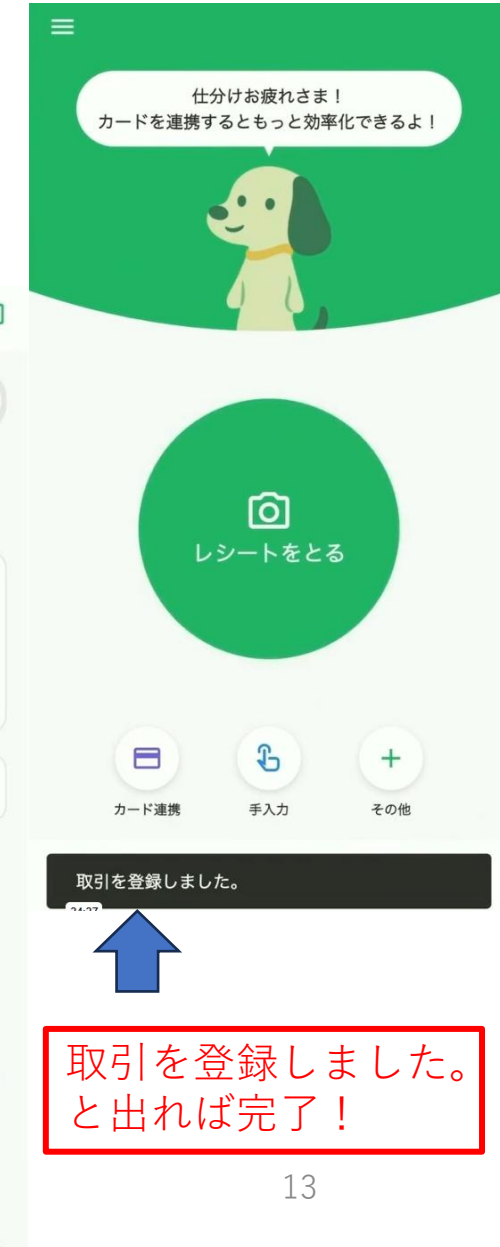 仕分けお疲れさま！
カードを連携するともっと効率化できるよ！
レシートをとる
カード連携
手入力
その他
取引を登録しました。
取引を登録しました。
と出れば完了！
13